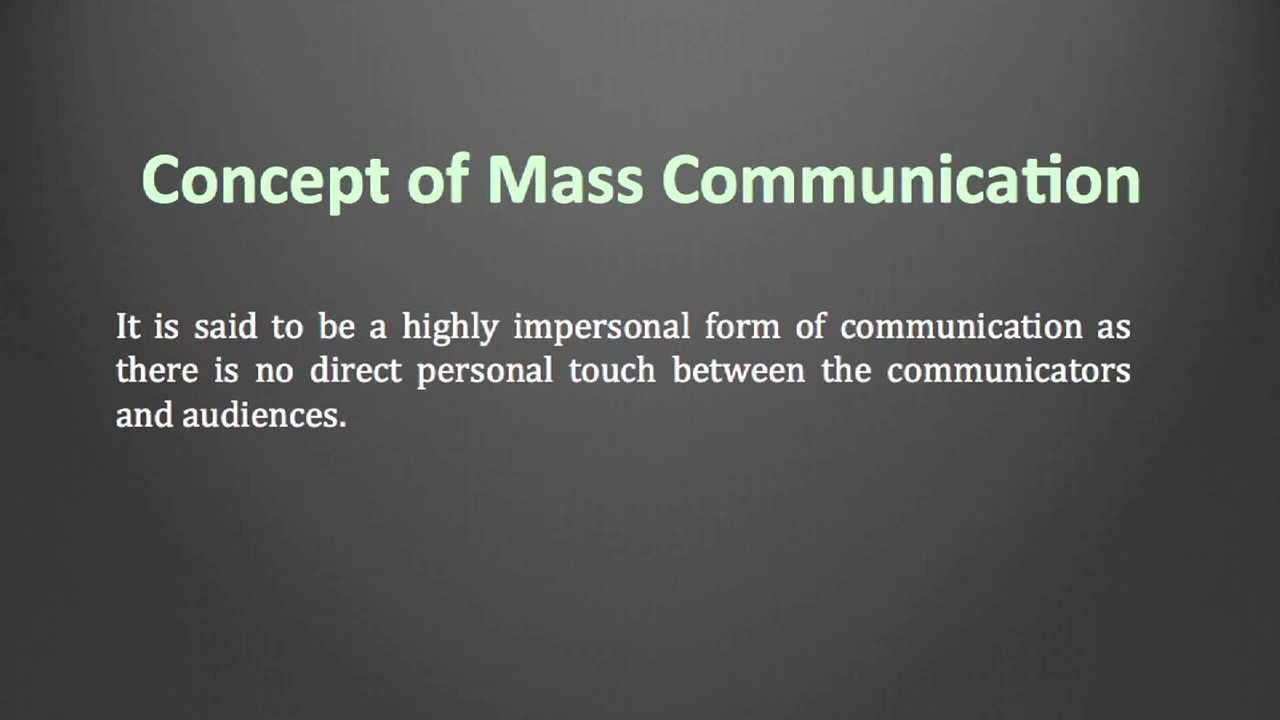 Concept of Mass Communication
It is said to be a highly impersonal form of communication as
there is no direct personal touch between the communicators
and audiences.